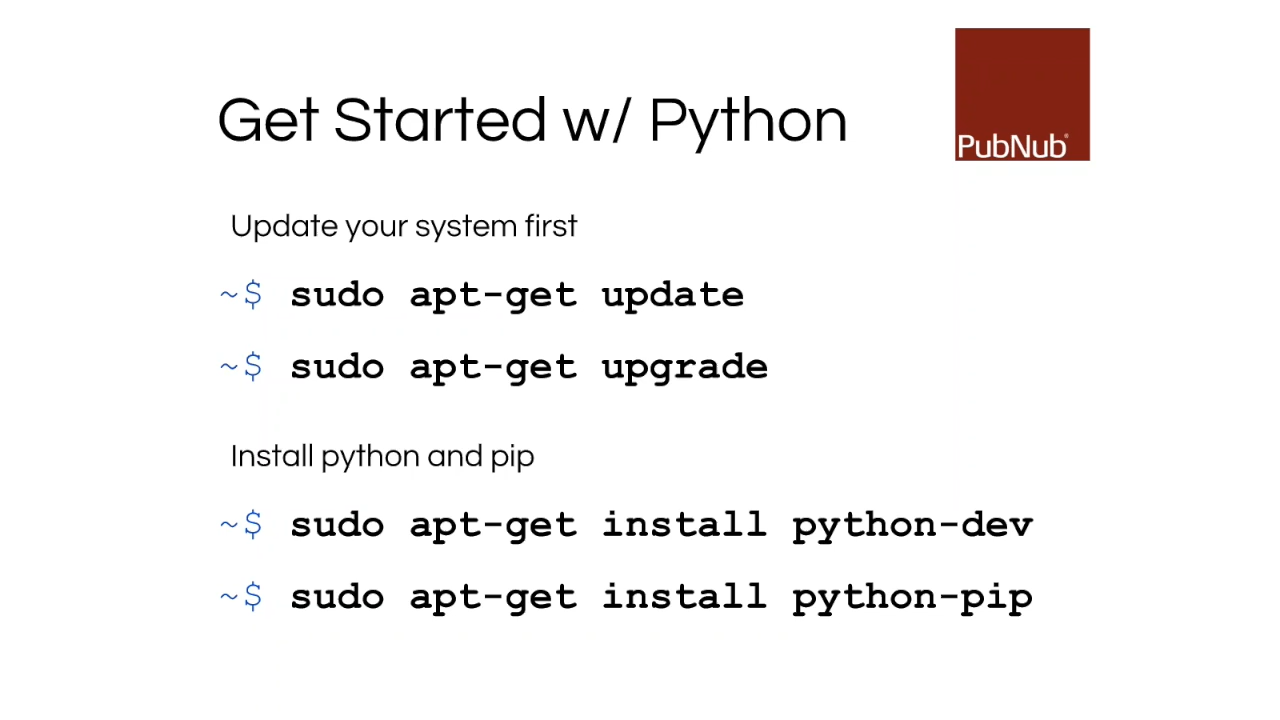 Get Started w/ Python
PubNub®
Update your system first
~$ sudo apt-get update
~$ sudo apt-get upgrade
Install python and pip
~$ sudo apt-get install python-dev
~$ sudo apt-get install python-pip